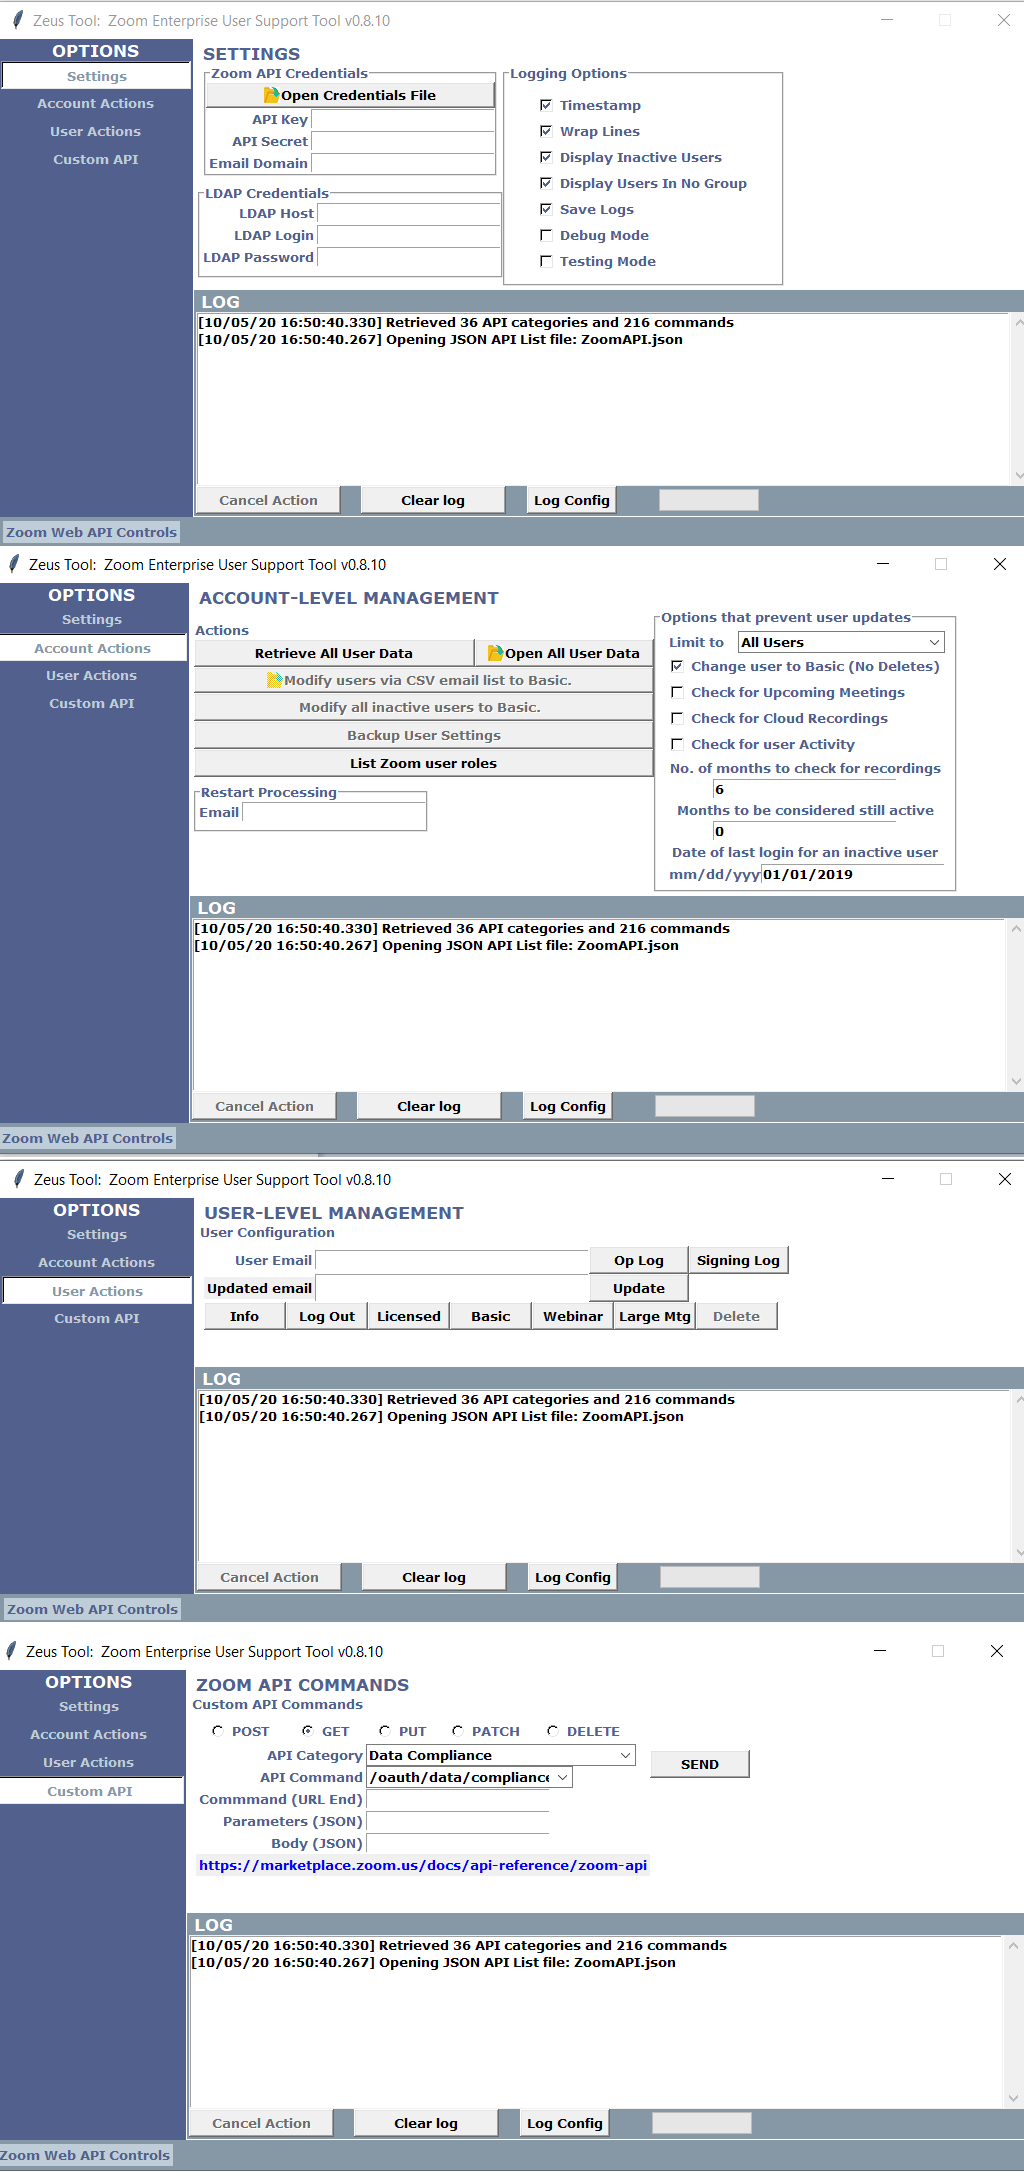 Zeus Tool:  Zoom Enterprise User Support Tool v0.8.10
OPTIONS
Settings
Account Actions
User Actions
Custom API
SETTINGS
Zoom API Credentials
Open Credentials File
API Key
API Secret
Email Domain
LDAP Credentials
LDAP Host
LDAP Login
LDAP Password
Logging Options
Timestamp
Wrap Lines
Display Inactive Users
Display Users In No Group
Save Logs
Debug Mode
Testing Mode
LOG
[10/05/20 16:50:40.330] Retrieved 36 API categories and 216 commands
[10/05/20 16:50:40.267] Opening JSON API List file: ZoomAPI.json
Cancel Action Clear log Log Config
Zoom Web API Controls
Zeus Tool:  Zoom Enterprise User Support Tool v0.8.10
OPTIONS
Settings
Account Actions
User Actions
Custom API
ACCOUNT-LEVEL MANAGEMENT
Actions
Retrieve All User Data Open All User Data
Modify users via CSV email list to Basic.
Modify all inactive users to Basic.
Backup User Settings
List Zoom user roles
Restart Processing
Email
Options that prevent user updates
Limit to All Users
Change user to Basic (No Deletes)
Check for Upcoming Meetings
Check for Cloud Recordings
Check for user Activity
No. of months to check for recordings
6
Months to be considered still active
0
Date of last login for an inactive user
mm/dd/yyy 01/01/2019
LOG
[10/05/20 16:50:40.330] Retrieved 36 API categories and 216 commands
[10/05/20 16:50:40.267] Opening JSON API List file: ZoomAPI.json
Cancel Action Clear log Log Config
Zoom Web API Controls
Zeus Tool:  Zoom Enterprise User Support Tool v0.8.10
OPTIONS
Settings
Account Actions
User Actions
Custom API
USER-LEVEL MANAGEMENT
User Configuration
User Email Op Log Signing Log
Updated email Update
Info Log Out Licensed Basic Webinar Large Mtg Delete
LOG
[10/05/20 16:50:40.330] Retrieved 36 API categories and 216 commands
[10/05/20 16:50:40.267] Opening JSON API List file: ZoomAPI.json
Cancel Action Clear log Log Config
Zoom Web API Controls
Zeus Tool:  Zoom Enterprise User Support Tool v0.8.10
OPTIONS
Settings
Account Actions
User Actions
Custom API
ZOOM API COMMANDS
Custom API Commands
POST GET PUT PATCH DELETE
API Category Data Compliance
SEND
API Command /oauth/data/compliance
Commmand (URL End)
Parameters (JSON)
Body (JSON)
https://marketplace.zoom.us/docs/api-reference/zoom-api
LOG
[10/05/20 16:50:40.330] Retrieved 36 API categories and 216 commands
[10/05/20 16:50:40.267] Opening JSON API List file: ZoomAPI.json
Cancel Action Clear log Log Config
Zoom Web API Controls